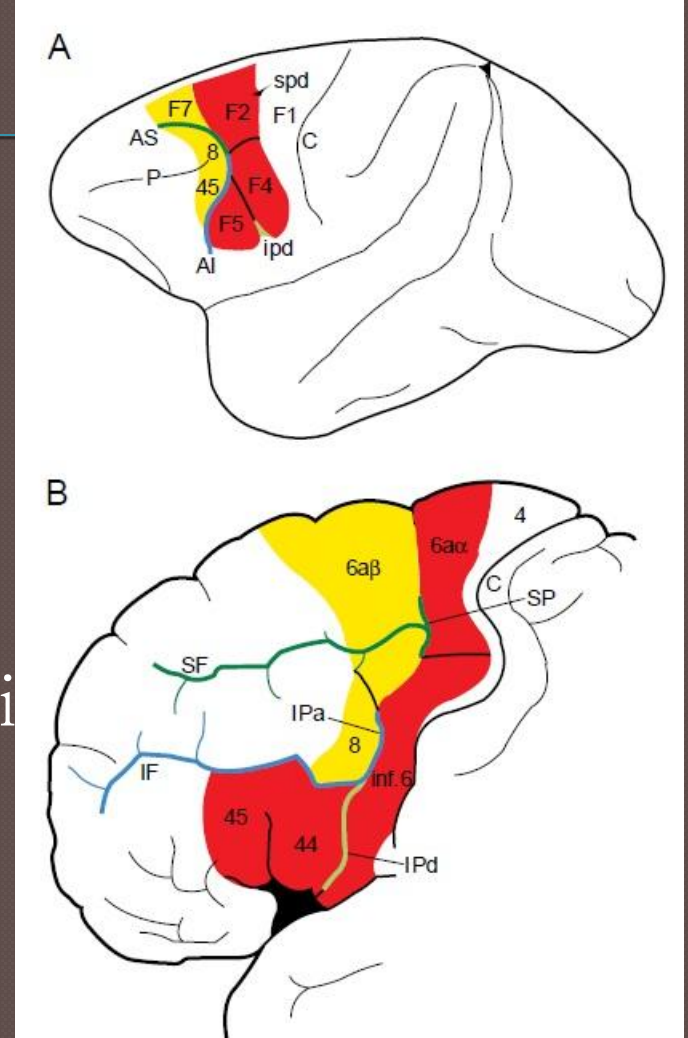 A
spd
F7
F2
F1
AS
C
8
P
45
F4
F5
ipd
AI
B
4
6aα
6aβ
C
SP
SF
IPa
8
IF
inf.6
45
44
IPd
i